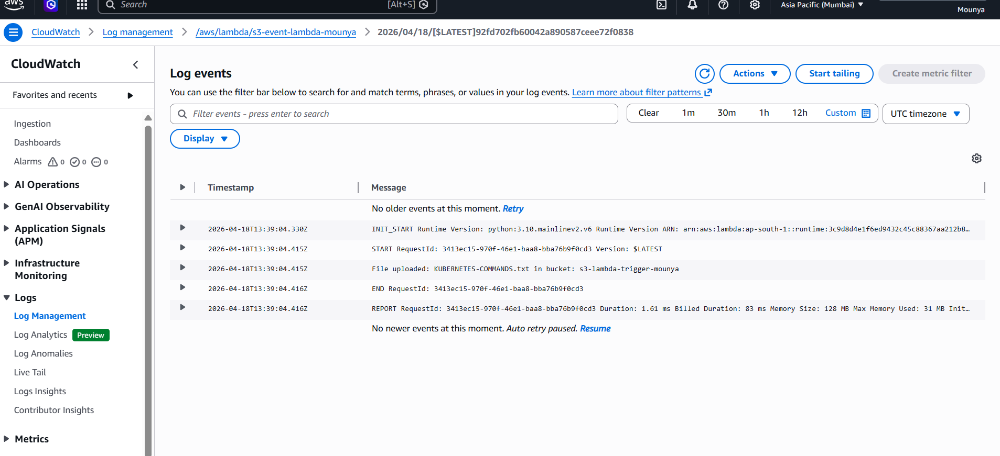 aws
Search [Alt+S]
Asia Pacific (Mumbai)
Mounya
CloudWatch
Log management
/aws/lambda/s3-event-lambda-mounya
2026/04/18/[$LATEST]92fd702fb60042a890587ceee72f0838
CloudWatch
Favorites and recents
Ingestion
Dashboards
Alarms 0 0 0
AI Operations
GenAI Observability
Application Signals
(APM)
Infrastructure
Monitoring
Logs
Log Management
Log Analytics Preview
Log Anomalies
Live Tail
Logs Insights
Contributor Insights
Metrics
Log events
Actions
Start tailing
Create metric filter
You can use the filter bar below to search for and match terms, phrases, or values in your log events. Learn more about filter patterns
Filter events - press enter to search
Clear 1m 30m 1h 12h Custom
UTC timezone
Display
Timestamp Message
No older events at this moment. Retry
2026-04-18T13:39:04.330Z INIT_START Runtime Version: python:3.10.mainlinev2.v6 Runtime Version ARN: arn:aws:lambda:ap-south-1::runtime:3c9d8d4e1f6ed9432c45c88367aa212b8…
2026-04-18T13:39:04.415Z START RequestId: 3413ec15-970f-46e1-baa8-bba76b9f0cd3 Version: $LATEST
2026-04-18T13:39:04.415Z File uploaded: KUBERNETES-COMMANDS.txt in bucket: s3-lambda-trigger-mounya
2026-04-18T13:39:04.416Z END RequestId: 3413ec15-970f-46e1-baa8-bba76b9f0cd3
2026-04-18T13:39:04.416Z REPORT RequestId: 3413ec15-970f-46e1-baa8-bba76b9f0cd3 Duration: 1.61 ms Billed Duration: 83 ms Memory Size: 128 MB Max Memory Used: 31 MB Init…
No newer events at this moment. Auto retry paused. Resume